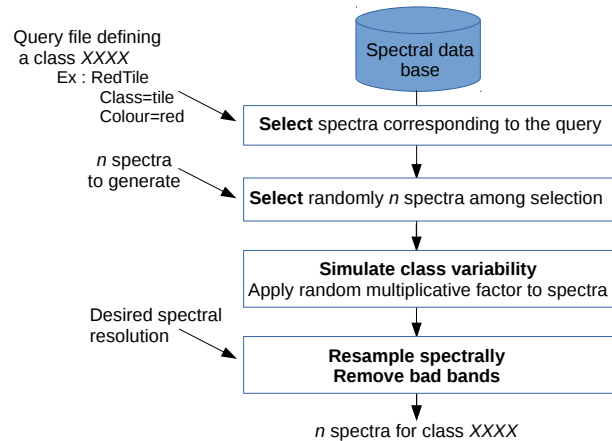 Query file defining
a class XXXX
Ex : RedTile
Class=tile
Colour=red
Spectral data
base
Select spectra corresponding to the query
n spectra
to generate
Select randomly n spectra among selection
Simulate class variability
Apply random multiplicative factor to spectra
Desired spectral
resolution
Resample spectrally
Remove bad bands
n spectra for class XXXX